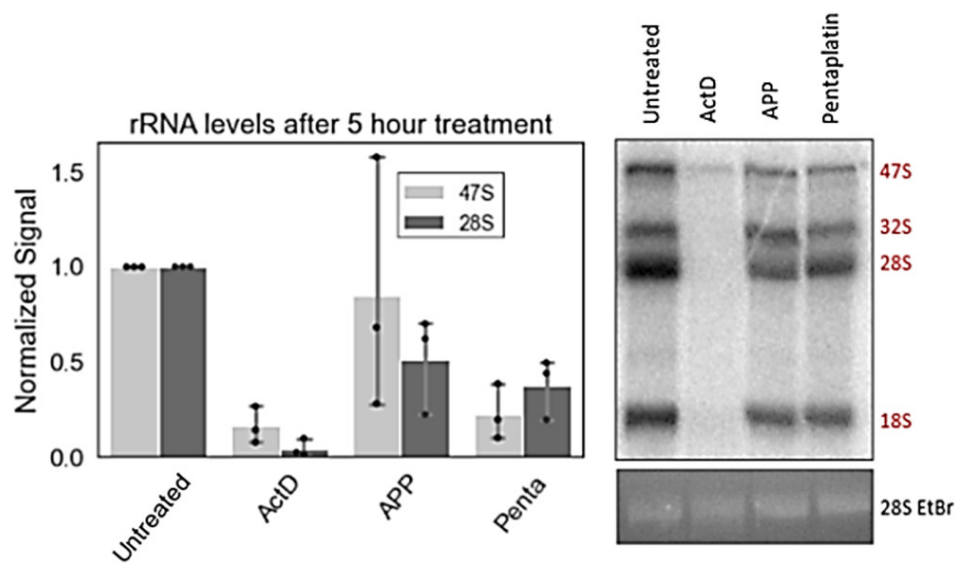 rRNA levels after 5 hour treatment
Normalized Signal
1.5
1.0
0.5
0.0
47S
28S
Untreated
ActD
APP
Penta
Untreated
ActD
APP
Pentaplatin
47S
32S
28S
18S
28S EtBr